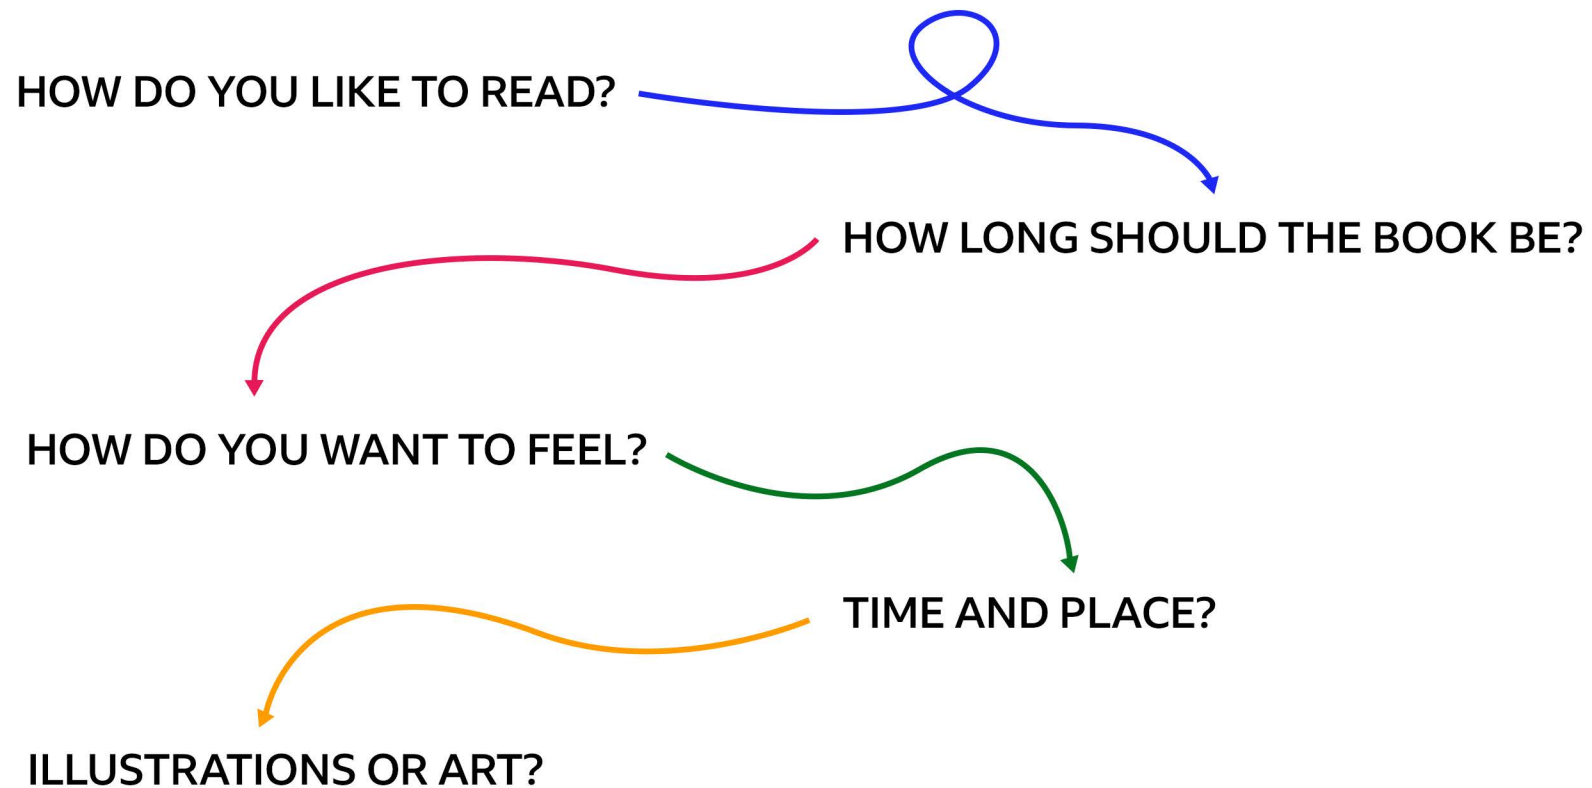 HOW DO YOU LIKE TO READ?
HOW LONG SHOULD THE BOOK BE?
HOW DO YOU WANT TO FEEL?
TIME AND PLACE?
ILLUSTRATIONS OR ART?